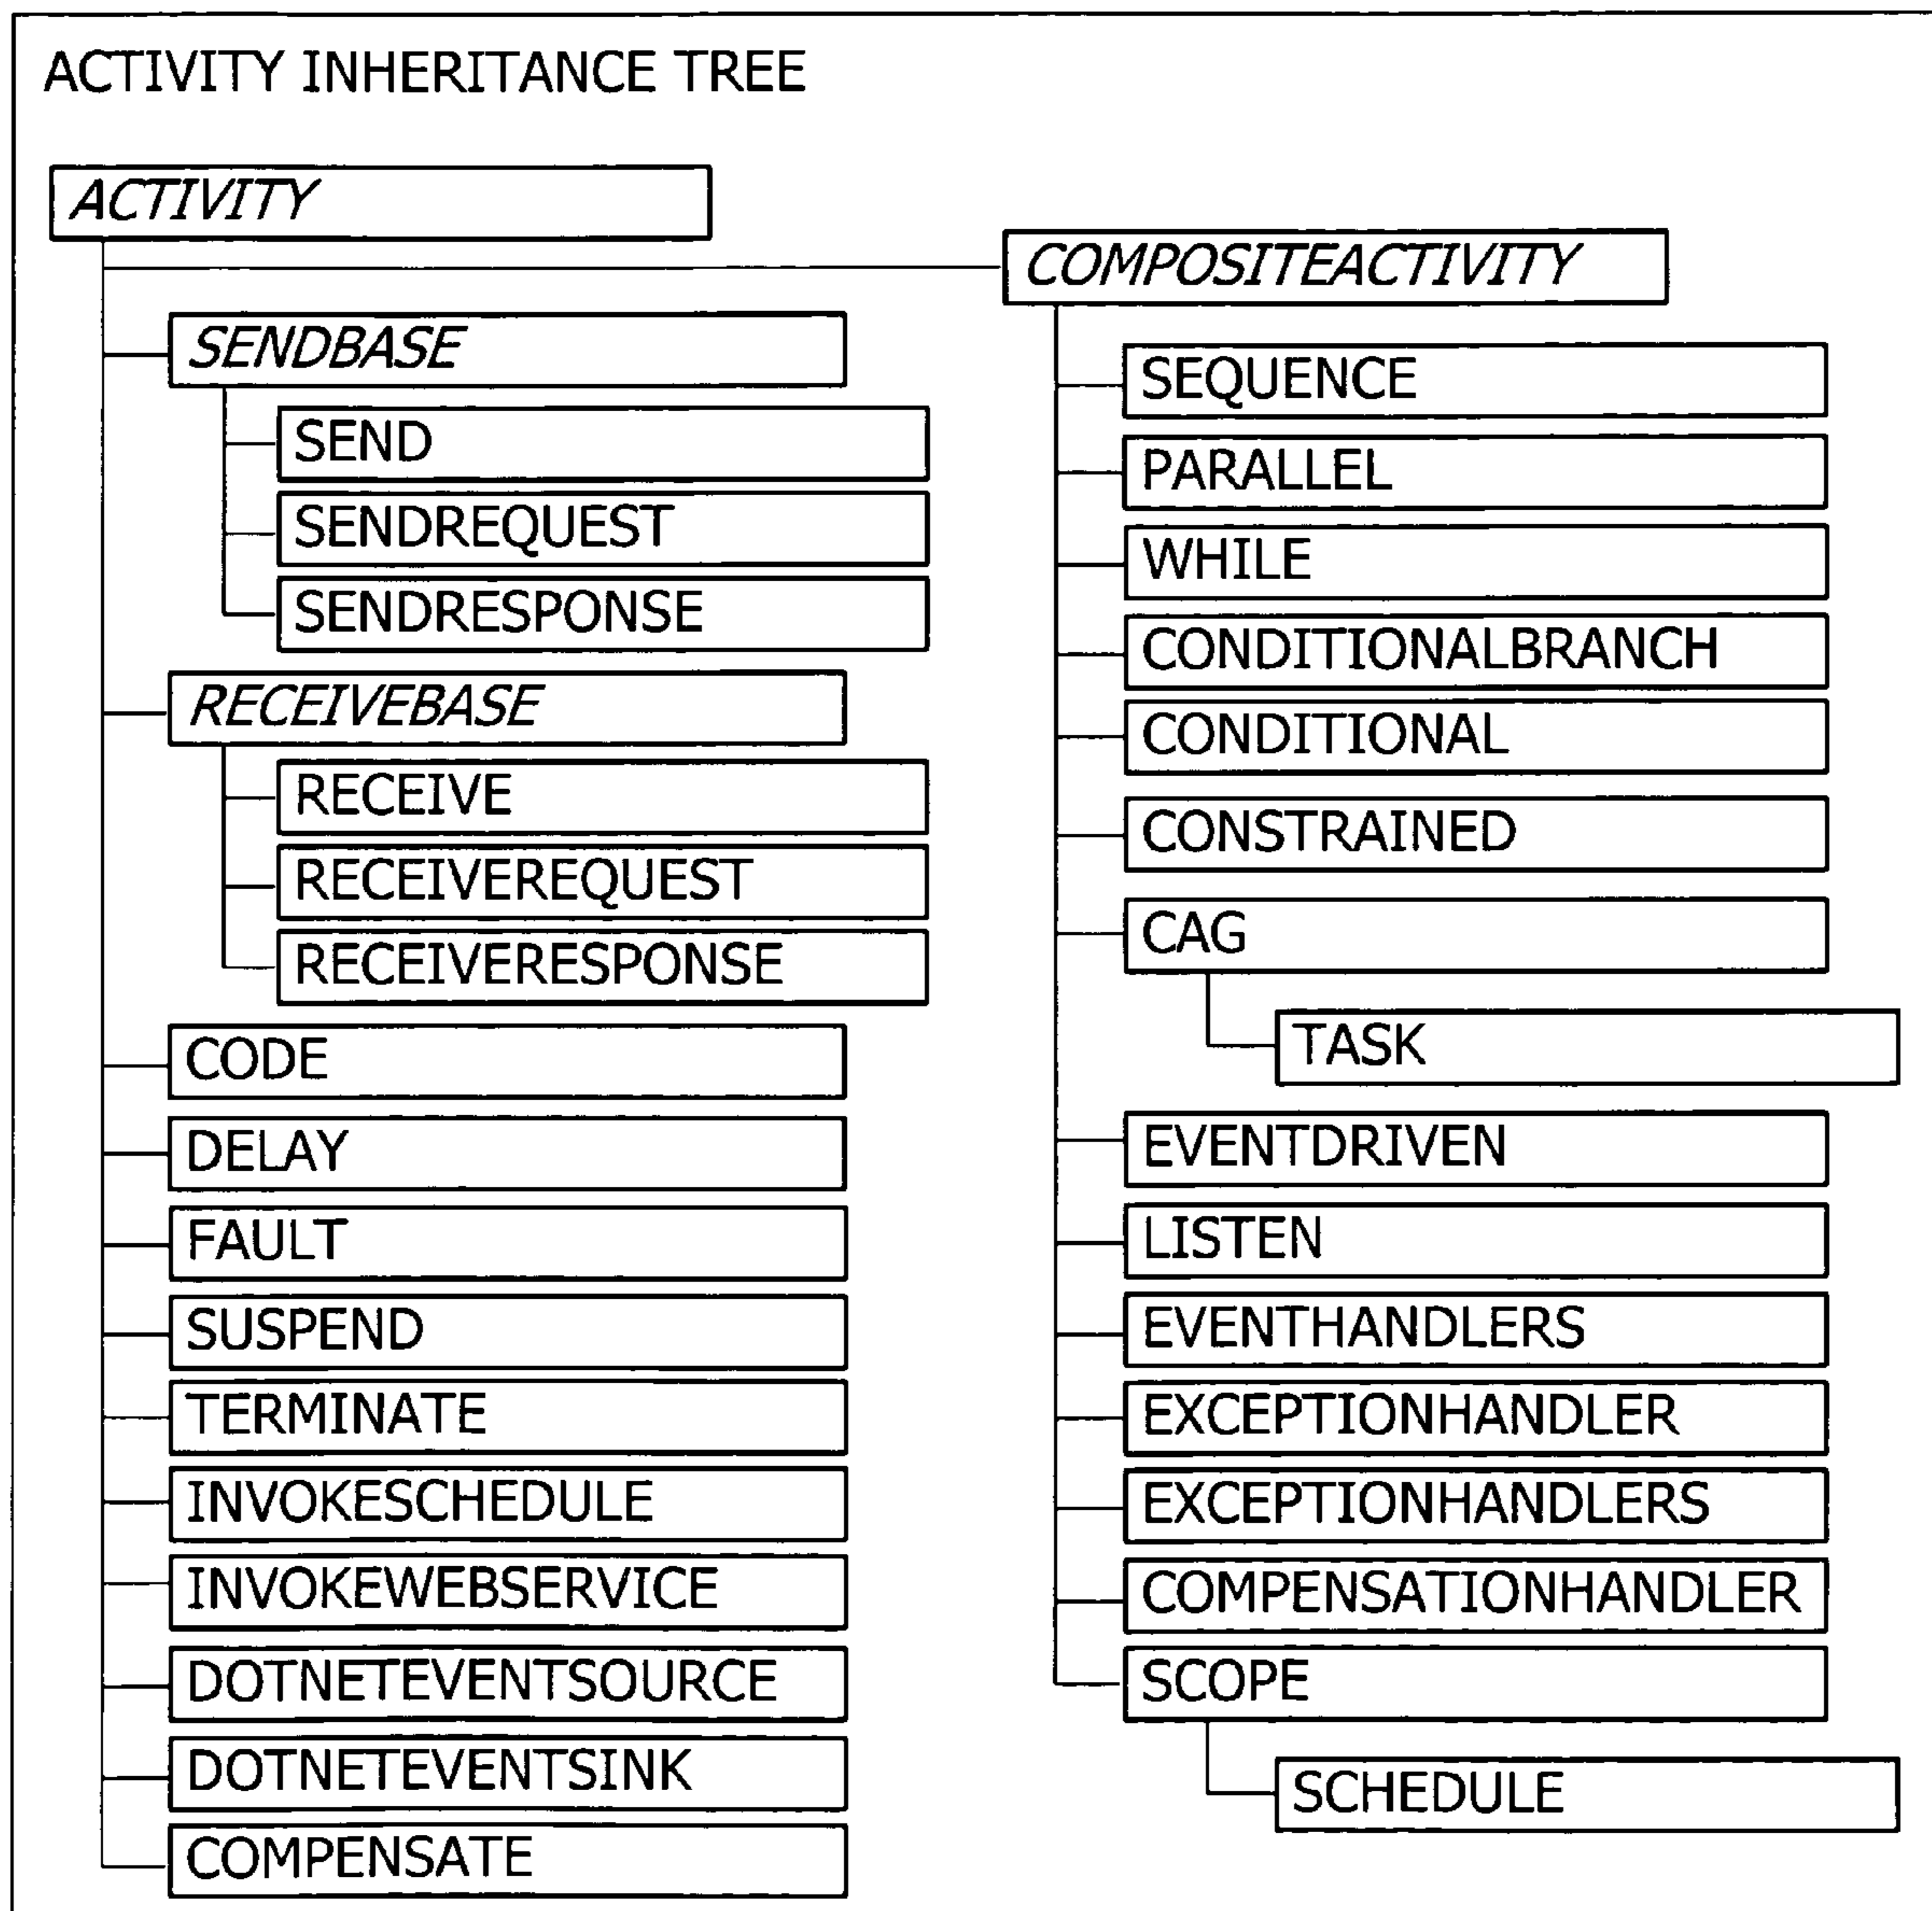 ACTIVITY INHERITANCE TREE
ACTIVITY
SENDBASE
SEND
SENDREQUEST
SENDRESPONSE
RECEIVEBASE
RECEIVE
RECEIVEREQUEST
RECEIVERESPONSE
CODE
DELAY
FAULT
SUSPEND
TERMINATE
INVOKESCHEDULE
INVOKEWEBSERVICE
DOTNETEVENTSOURCE
DOTNETEVENTSINK
COMPENSATE
COMPOSITEACTIVITY
SEQUENCE
PARALLEL
WHILE
CONDITIONALBRANCH
CONDITIONAL
CONSTRAINED
CAG
TASK
EVENTDRIVEN
LISTEN
EVENTHANDLERS
EXCEPTIONHANDLER
EXCEPTIONHANDLERS
COMPENSATIONHANDLER
SCOPE
SCHEDULE